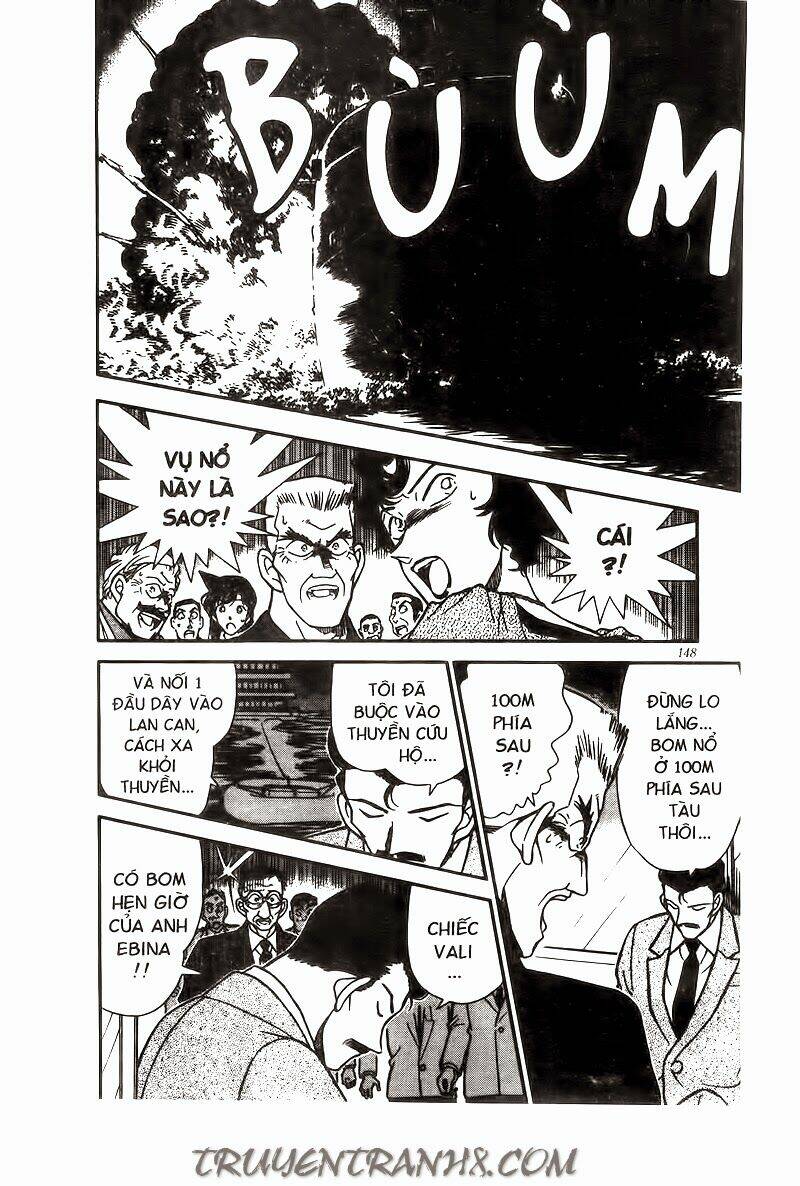 BÙÙM
CÁI
?!
VỤ NỔ
NÀY LÀ
SAO?!
148
ĐỪNG LO
LẮNG...
BOM NỔ
Ở 100M
PHÍA SAU
TÀU
THÔI...
100M
PHÍA
SAU
?!
TÔI ĐÃ
BUỘC VÀO
THUYỀN CỨU
HỘ...
VÀ NỐI 1
ĐẦU DÂY VÀO
LAN CAN,
CÁCH XA
KHỎI
THUYỀN...
CHIẾC
VALI
...
CÓ BOM
HẸN GIỜ
CỦA ANH
EBINA
!!
TRUYENTRANH8.COM